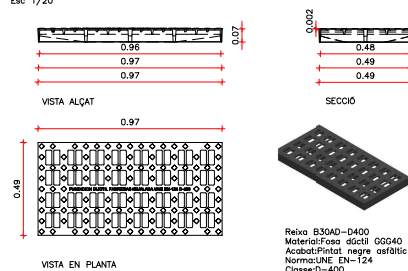 Esc 1/20
0.96
0.97
0.97
0.07
0.002
0.48
0.49
0.49
VISTA ALÇAT
SECCIÓ
0.97
0.49
VISTA EN PLANTA
Reixa B30AD-D400
Material:Fosa dúctil GGG40
Acabat:Pintat negre asfàltic
Norma:UNE EN-124
Classe:D-400